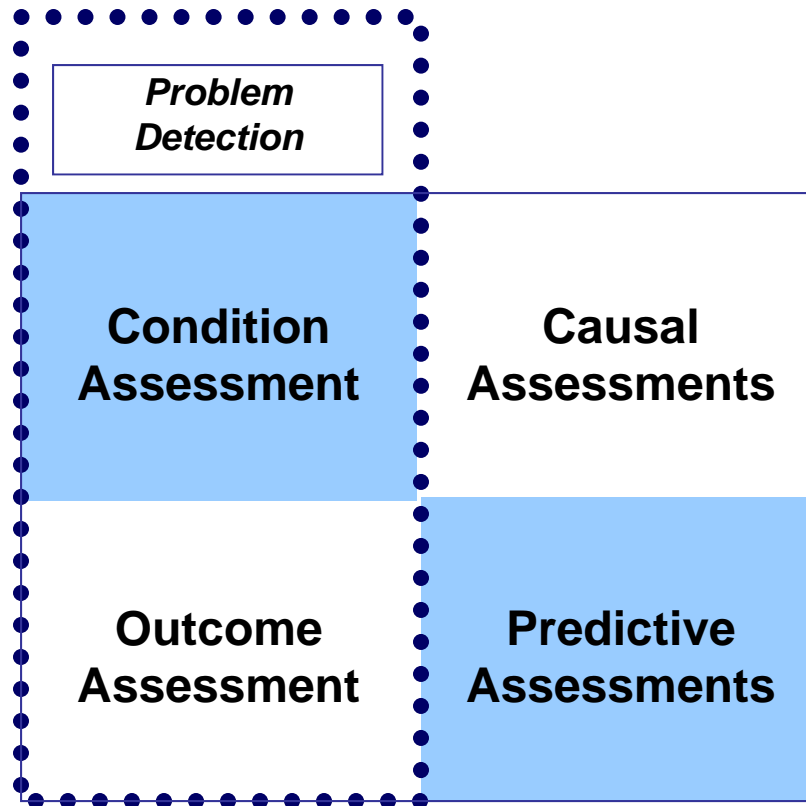 Problem
Detection
Condition
Assessment
Causal
Assessments
Outcome
Assessment
Predictive
Assessments